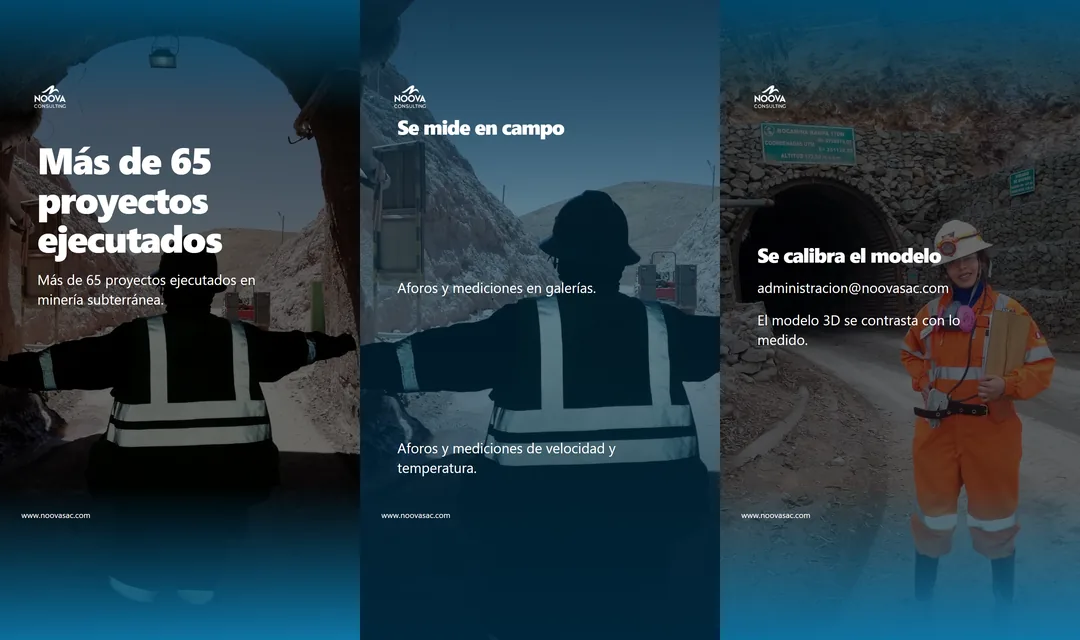 NOOVA
CONSULTING
Más de 65
proyectos
ejecutados
Más de 65 proyectos ejecutados en
minería subterránea.
www.noovasac.com
NOOVA
CONSULTING
Se mide en campo
Aforos y mediciones en galerías.
Aforos y mediciones de velocidad y
temperatura.
www.noovasac.com
NOOVA
CONSULTING
Se calibra el modelo
administracion@noovasac.com
El modelo 3D se contrasta con lo
medido.
www.noovasac.com